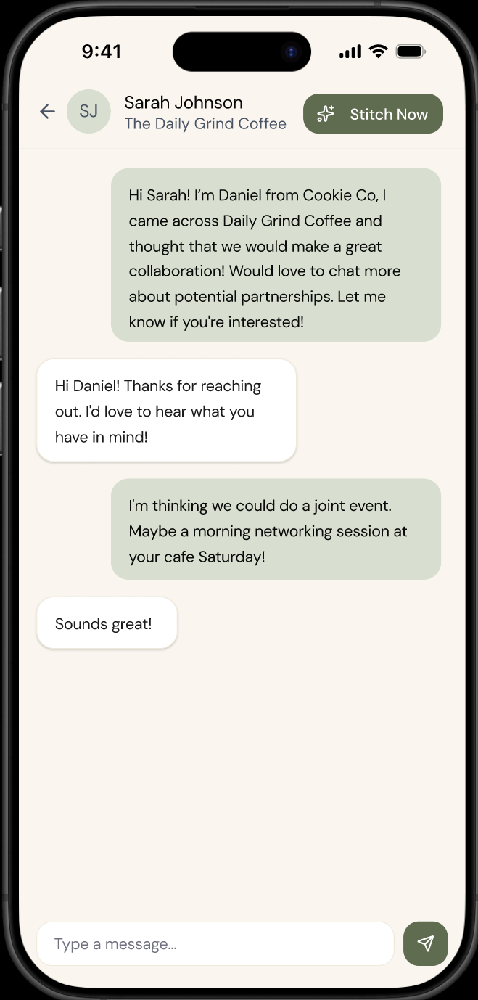 9:41
SJ
Sarah Johnson
The Daily Grind Coffee
Stitch Now
Hi Sarah! I’m Daniel from Cookie Co, I
came across Daily Grind Coffee and
thought that we would make a great
collaboration! Would love to chat more
about potential partnerships. Let me
know if you're interested!
Hi Daniel! Thanks for reaching
out. I'd love to hear what you
have in mind!
I'm thinking we could do a joint event.
Maybe a morning networking session at
your cafe Saturday!
Sounds great!
Type a message...